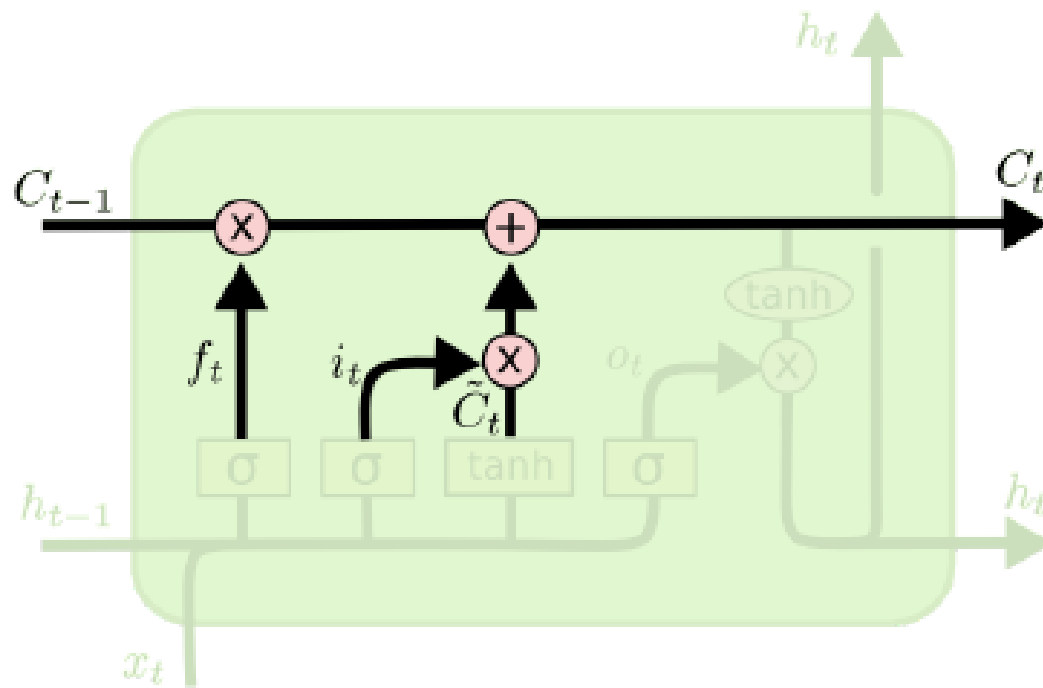 h_t
C_{t-1}
C_t
x
+
tanh
f_t
i_t
x
o_t
x
C̃_t
σ
σ
tanh
σ
h_{t-1}
h_t
x_t